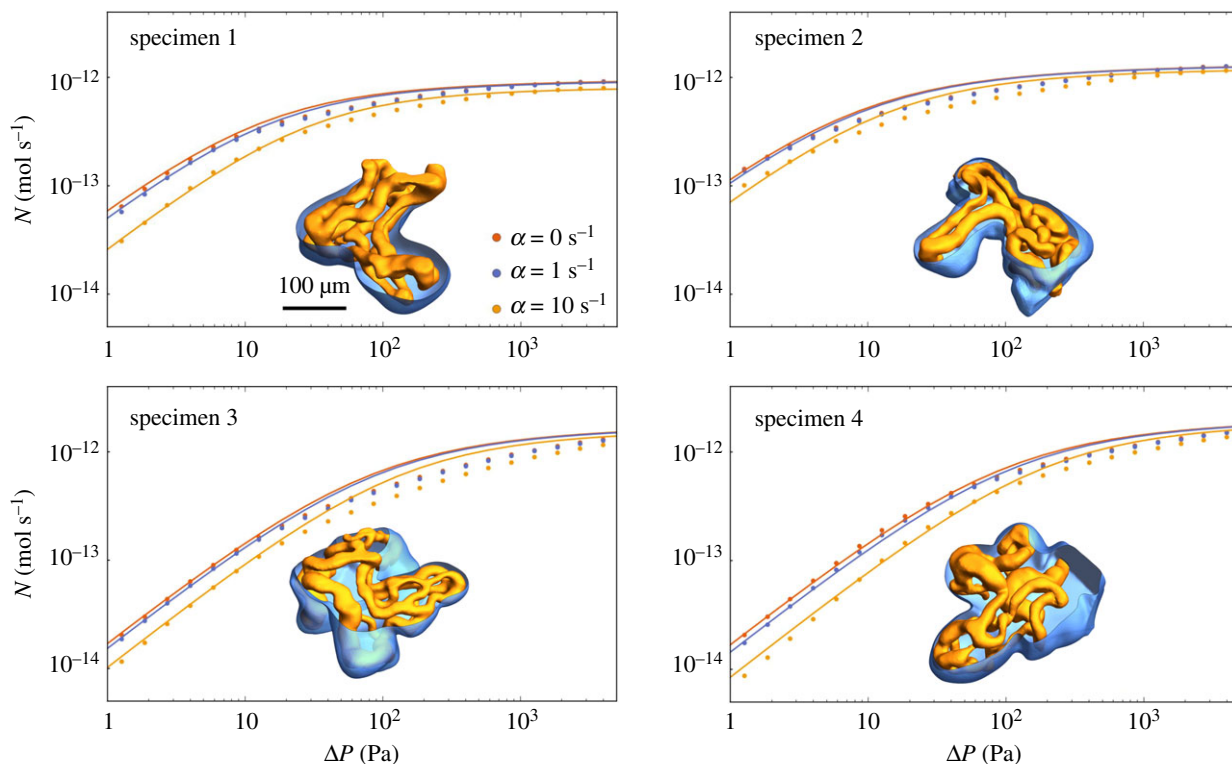 specimen 1
specimen 2
10⁻¹²
10⁻¹³
10⁻¹⁴
N (mol s⁻¹)
α = 0 s⁻¹
α = 1 s⁻¹
α = 10 s⁻¹
100 μm
1 10 10² 10³
10⁻¹²
10⁻¹³
10⁻¹⁴
1 10 10² 10³
specimen 3
specimen 4
10⁻¹²
10⁻¹³
10⁻¹⁴
N (mol s⁻¹)
1 10 10² 10³
ΔP (Pa)
10⁻¹²
10⁻¹³
10⁻¹⁴
1 10 10² 10³
ΔP (Pa)